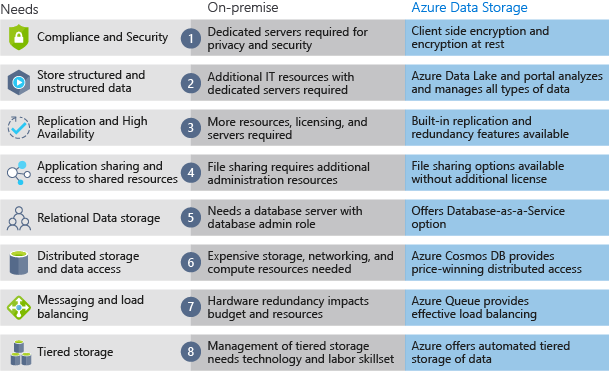 Needs
On-premise
Azure Data Storage
Compliance and Security
1
Dedicated servers required for
privacy and security
Client side encryption and
encryption at rest
Store structured and
unstructured data
2
Additional IT resources with
dedicated servers required
Azure Data Lake and portal analyzes
and manages all types of data
Replication and High
Availability
3
More resources, licensing, and
servers required
Built-in replication and
redundancy features available
Application sharing and
access to shared resources
4
File sharing requires additional
administration resources
File sharing options available
without additional license
Relational Data storage
5
Needs a database server with
database admin role
Offers Database-as-a-Service
option
Distributed storage
and data access
6
Expensive storage, networking, and
compute resources needed
Azure Cosmos DB provides
price-winning distributed access
Messaging and load
balancing
7
Hardware redundancy impacts
budget and resources
Azure Queue provides
effective load balancing
Tiered storage
8
Management of tiered storage
needs technology and labor skillset
Azure offers automated tiered
storage of data